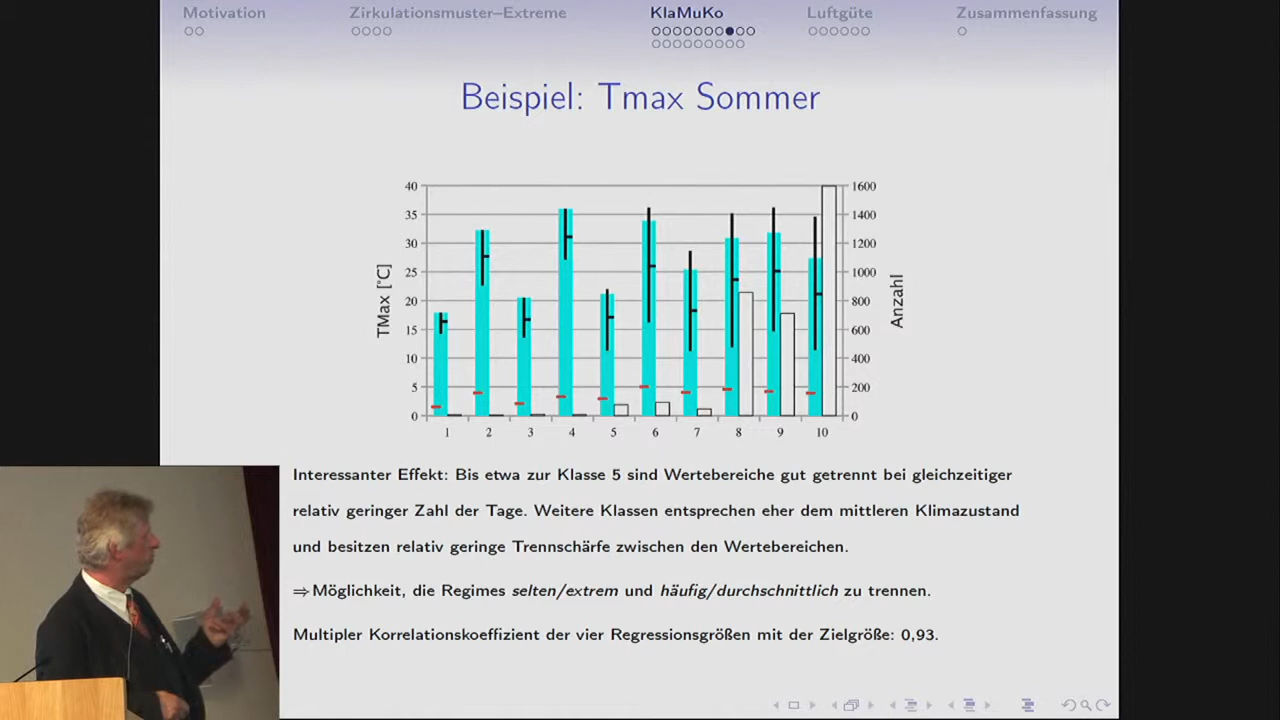 Motivation Zirkulationsmuster–Extreme KlaMuKo Luftgüte Zusammenfassung
Beispiel: Tmax Sommer
40 1600
35 1400
30 1200
25 1000
20 800
15 600
10 400
5 200
0 0
TMax [°C]
Anzahl
1 2 3 4 5 6 7 8 9 10
Interessanter Effekt: Bis etwa zur Klasse 5 sind Wertebereiche gut getrennt bei gleichzeitiger
relativ geringer Zahl der Tage. Weitere Klassen entsprechen eher dem mittleren Klimazustand
und besitzen relativ geringe Trennschärfe zwischen den Wertebereichen.
⇒ Möglichkeit, die Regimes selten/extrem und häufig/durchschnittlich zu trennen.
Multipler Korrelationskoeffizient der vier Regressionsgrößen mit der Zielgröße: 0,93.